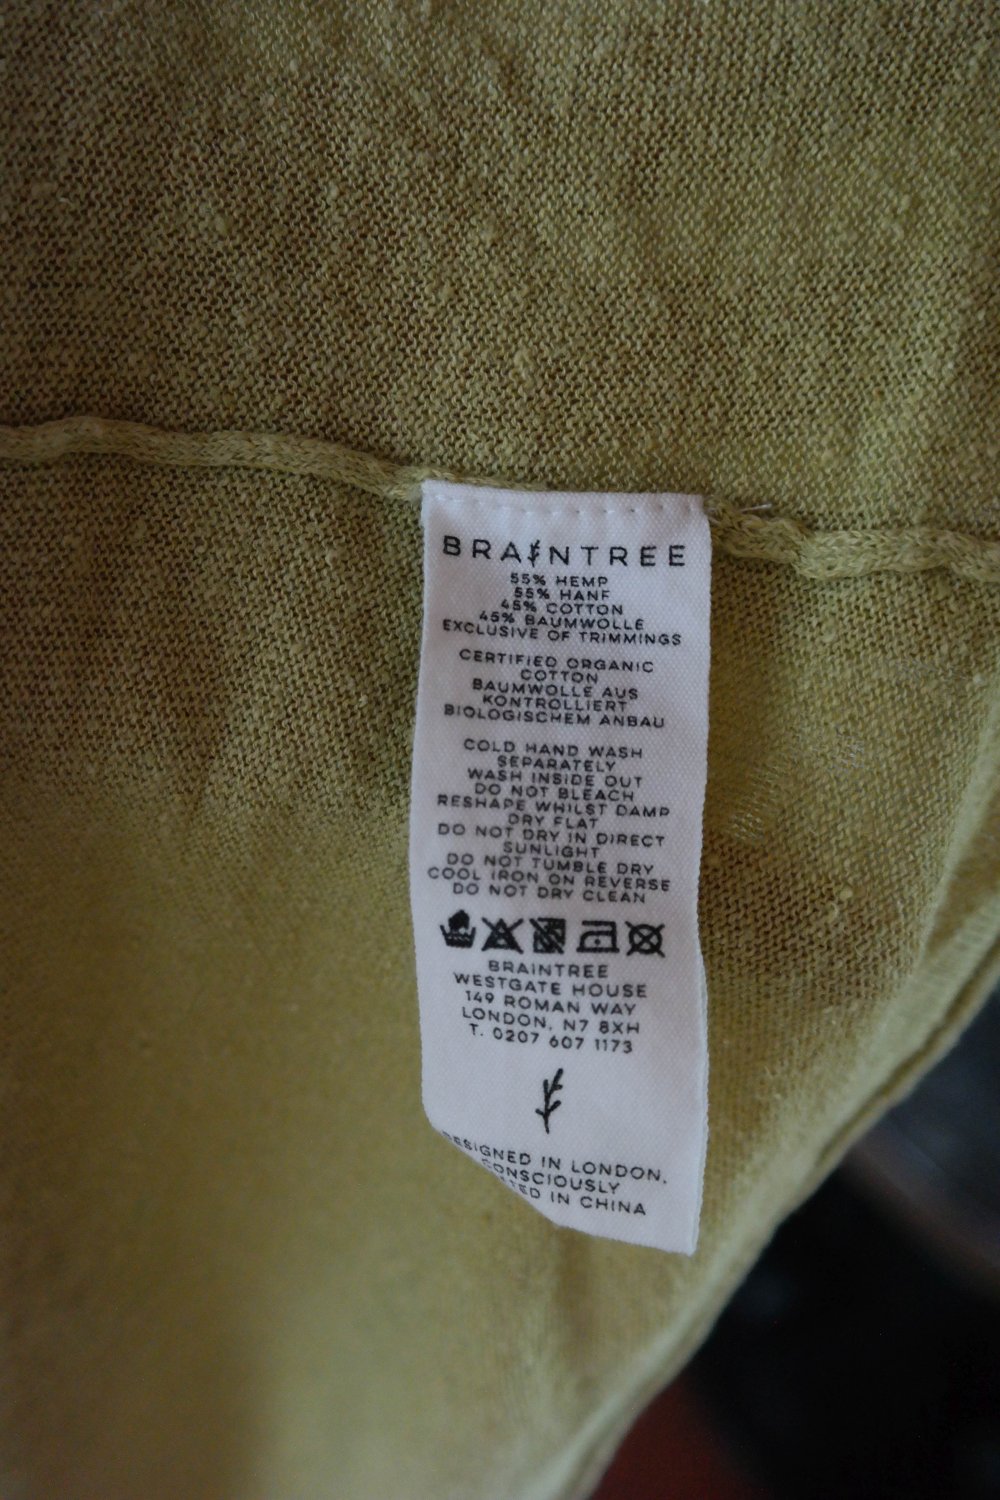 BRAINTREE
55% HEMP
55% HANF
45% COTTON
45% BAUMWOLLE
EXCLUSIVE OF TRIMMINGS
CERTIFIED ORGANIC
COTTON
BAUMWOLLE AUS
KONTROLLIERT
BIOLOGISCHEM ANBAU
COLD HAND WASH
SEPARATELY
WASH INSIDE OUT
DO NOT BLEACH
RESHAPE WHILST DAMP
DRY FLAT
DO NOT DRY IN DIRECT
SUNLIGHT
DO NOT TUMBLE DRY
COOL IRON ON REVERSE
DO NOT DRY CLEAN
BRAINTREE
WESTGATE HOUSE
149 ROMAN WAY
LONDON, N7 8XH
T. 0207 607 1173
DESIGNED IN LONDON,
CONSCIOUSLY
IN CHINA